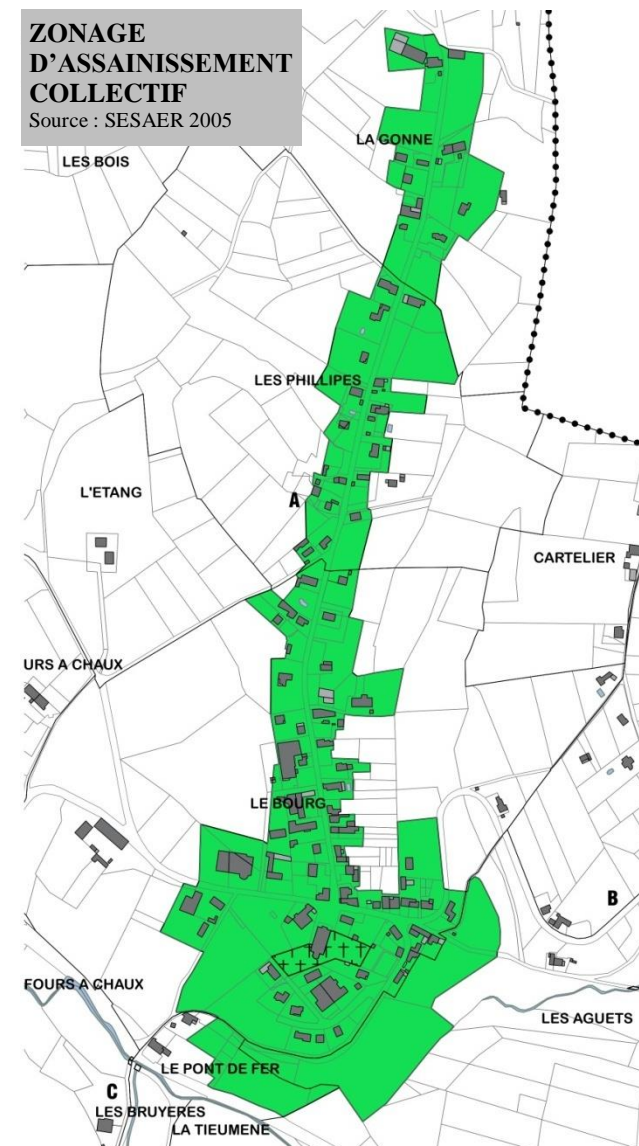 ZONAGE
D'ASSAINISSEMENT
COLLECTIF
Source : SESAER 2005
LA GONNE
LES BOIS
LES PHILLIPES
L'ETANG
A
CARTELIER
URS A CHAUX
LE BOURG
B
FOURS A CHAUX
LES AGUETS
LE PONT DE FER
C
LES BRUYERES
LA TIEUMENE